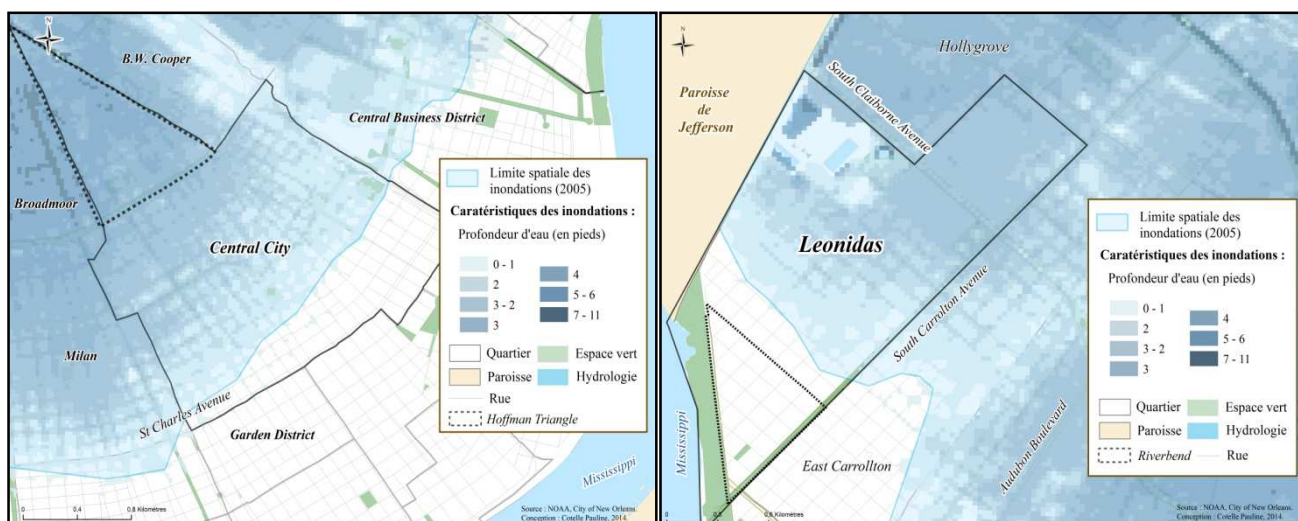 N
B.W. Cooper
Central Business District
Broadmoor
Central City
Milan
St Charles Avenue
Garden District
Mississippi
Limite spatiale des
inondations (2005)
Caratéristiques des inondations :
Profondeur d'eau (en pieds)
0 - 1
2
3 - 2
3
4
5 - 6
7 - 11
Quartier
Espace vert
Paroisse
Hydrologie
Rue
Hoffman Triangle
0
0,4
0,8 Kilomètres
Source : NOAA, City of New Orleans.
Conception : Cotelle Pauline, 2014.
N
Hollygrove
Paroisse
de
Jefferson
South Claiborne Avenue
Leonidas
South Carrolton Avenue
Mississippi
East Carrollton
Audubon Boulevard
Limite spatiale des
inondations (2005)
Caratéristiques des inondations :
Profondeur d'eau (en pieds)
0 - 1
2
3 - 2
3
4
5 - 6
7 - 11
Quartier
Espace vert
Paroisse
Hydrologie
Riverbend
Rue
0
0,8 Kilomètres
Source : NOAA, City of New Orleans.
Conception : Cotelle Pauline, 2014.